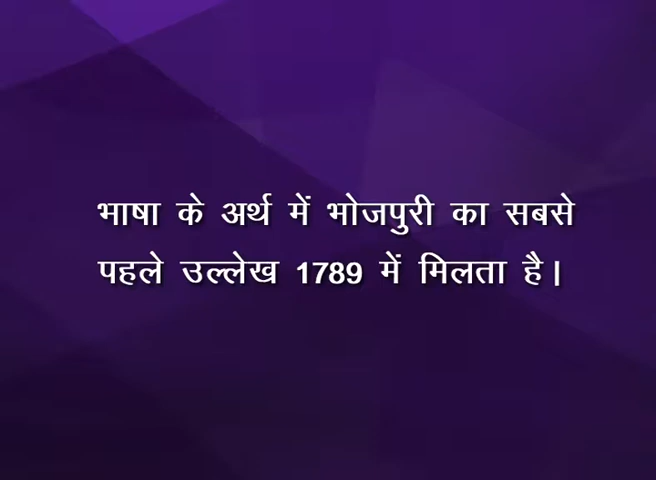 भाषा के अर्थ में भोजपुरी का सबसे
पहले उल्लेख 1789 में मिलता है।